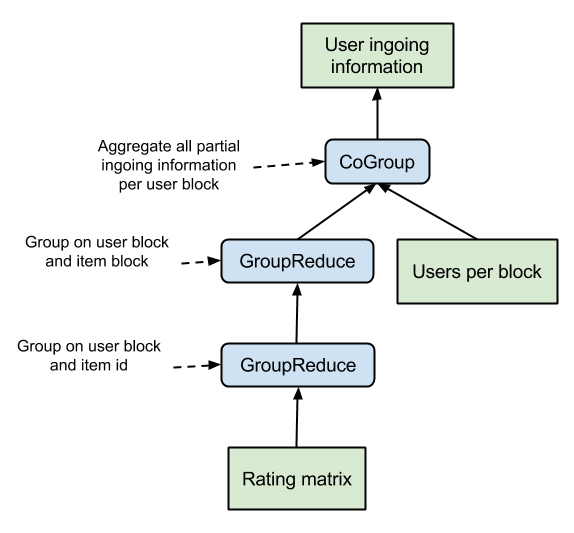 User ingoing
information
Aggregate all partial
ingoing information
per user block
CoGroup
Group on user block
and item block
GroupReduce
Users per block
Group on user block
and item id
GroupReduce
Rating matrix